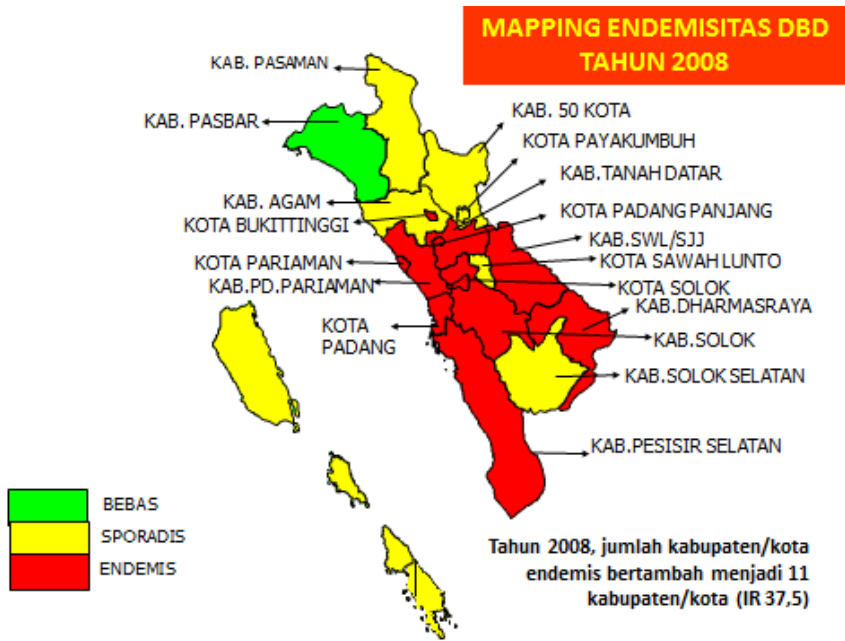 MAPPING ENDEMISITAS DBD
TAHUN 2008
KAB. PASAMAN
KAB. PASBAR
KAB. 50 KOTA
KOTA PAYAKUMBUH
KAB.TANAH DATAR
KAB. AGAM
KOTA BUKITTINGGI
KOTA PADANG PANJANG
KAB.SWL/SJJ
KOTA PARIAMAN
KOTA SAWAH LUNTO
KAB.PD.PARIAMAN
KOTA SOLOK
KAB.DHARMASRAYA
KOTA
PADANG
KAB.SOLOK
KAB.SOLOK SELATAN
KAB.PESISIR SELATAN
BEBAS
SPORADIS
ENDEMIS
Tahun 2008, jumlah kabupaten/kota
endemis bertambah menjadi 11
kabupaten/kota (IR 37,5)